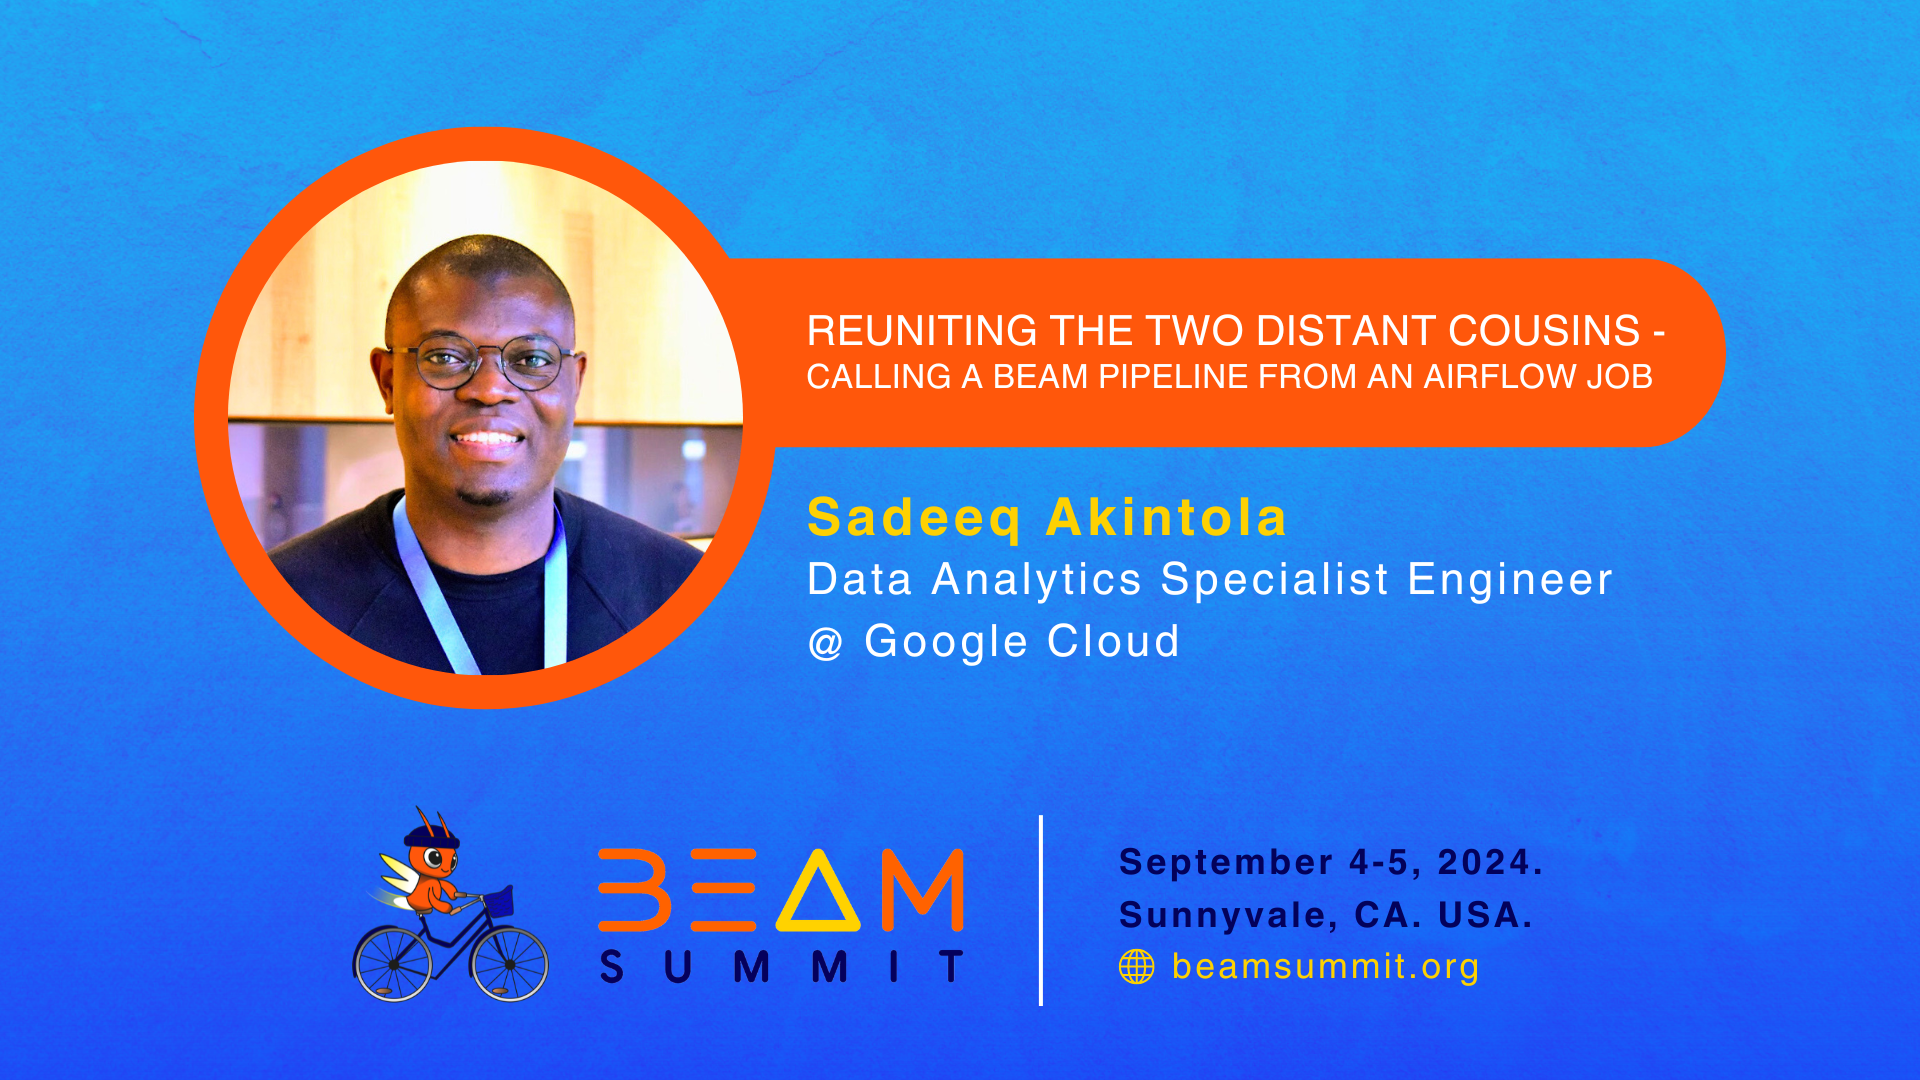 REUNITING THE TWO DISTANT COUSINS -
CALLING A BEAM PIPELINE FROM AN AIRFLOW JOB
Sadeeq Akintola
Data Analytics Specialist Engineer
@ Google Cloud
BEAM
SUMMIT
September 4-5, 2024.
Sunnyvale, CA. USA.
beamsummit.org